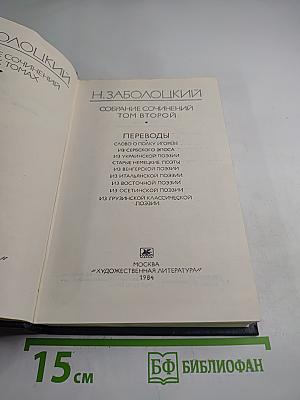 БОЛОЦКИЙ
Е СОЧИНЕНИЙ
ТОМАХ
Н. ЗАБОЛОЦКИЙ
СОБРАНИЕ СОЧИНЕНИЙ
ТОМ ВТОРОЙ
ПЕРЕВОДЫ
СЛОВО О ПОЛКУ ИГОРЕВЕ
ИЗ СЕРБСКОГО ЭПОСА
ИЗ УКРАИНСКОЙ ПОЭЗИИ
СТАРЫЕ НЕМЕЦКИЕ ПОЭТЫ
ИЗ ВЕНГЕРСКОЙ ПОЭЗИИ
ИЗ ИТАЛЬЯНСКОЙ ПОЭЗИИ
ИЗ ВОСТОЧНОЙ ПОЭЗИИ
ИЗ ОСЕТИНСКОЙ ПОЭЗИИ
ИЗ ГРУЗИНСКОЙ КЛАССИЧЕСКОЙ
ПОЭЗИИ
МОСКВА
"ХУДОЖЕСТВЕННАЯ ЛИТЕРАТУРА"
1984
15 см
БФ БИБЛИОФАН